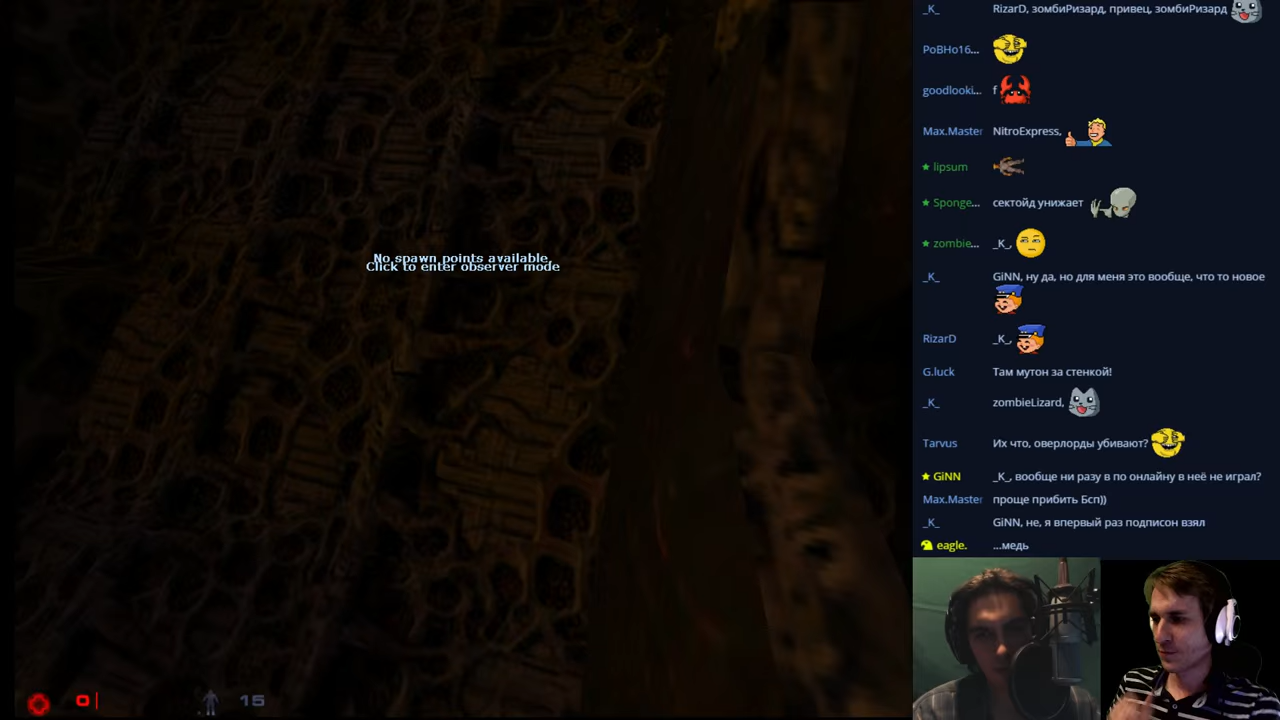 No spawn points available.
Click to enter observer mode
0
15
_K_ RizarD, зомбиРизард, привец, зомбиРизард
PoBHo16...
goodlooki... f
Max.Master NitroExpress,
lipsum
Sponge... сектойд унижает
zombie... _K_,
_K_ GiNN, ну да, но для меня это вообще, что то новое
RizarD _K_,
G.luck Там мутон за стенкой!
_K_ zombieLizard,
Tarvus Их что, оверлорды убивают?
GiNN _K_, вообще ни разу в по онлайну в неё не играл?
Max.Master проще прибить Бсп))
_K_ GiNN, не, я впервый раз подписон взял
eagle. ...медь